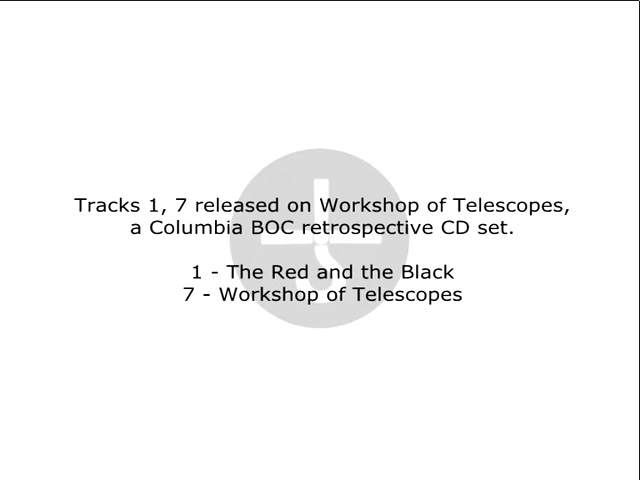 Tracks 1, 7 released on Workshop of Telescopes,
a Columbia BOC retrospective CD set.
1 - The Red and the Black
7 - Workshop of Telescopes